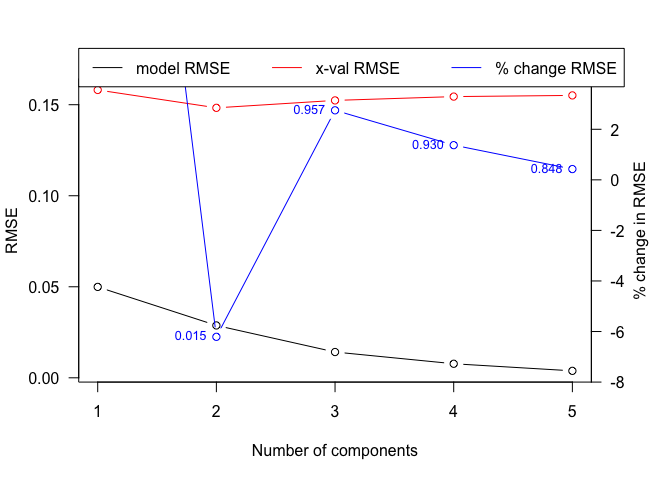 model RMSE x-val RMSE % change RMSE
0.15
0.10
0.05
0.00
RMSE
0.957
0.930
0.848
0.015
2
0
-2
-4
-6
-8
% change in RMSE
1 2 3 4 5
Number of components